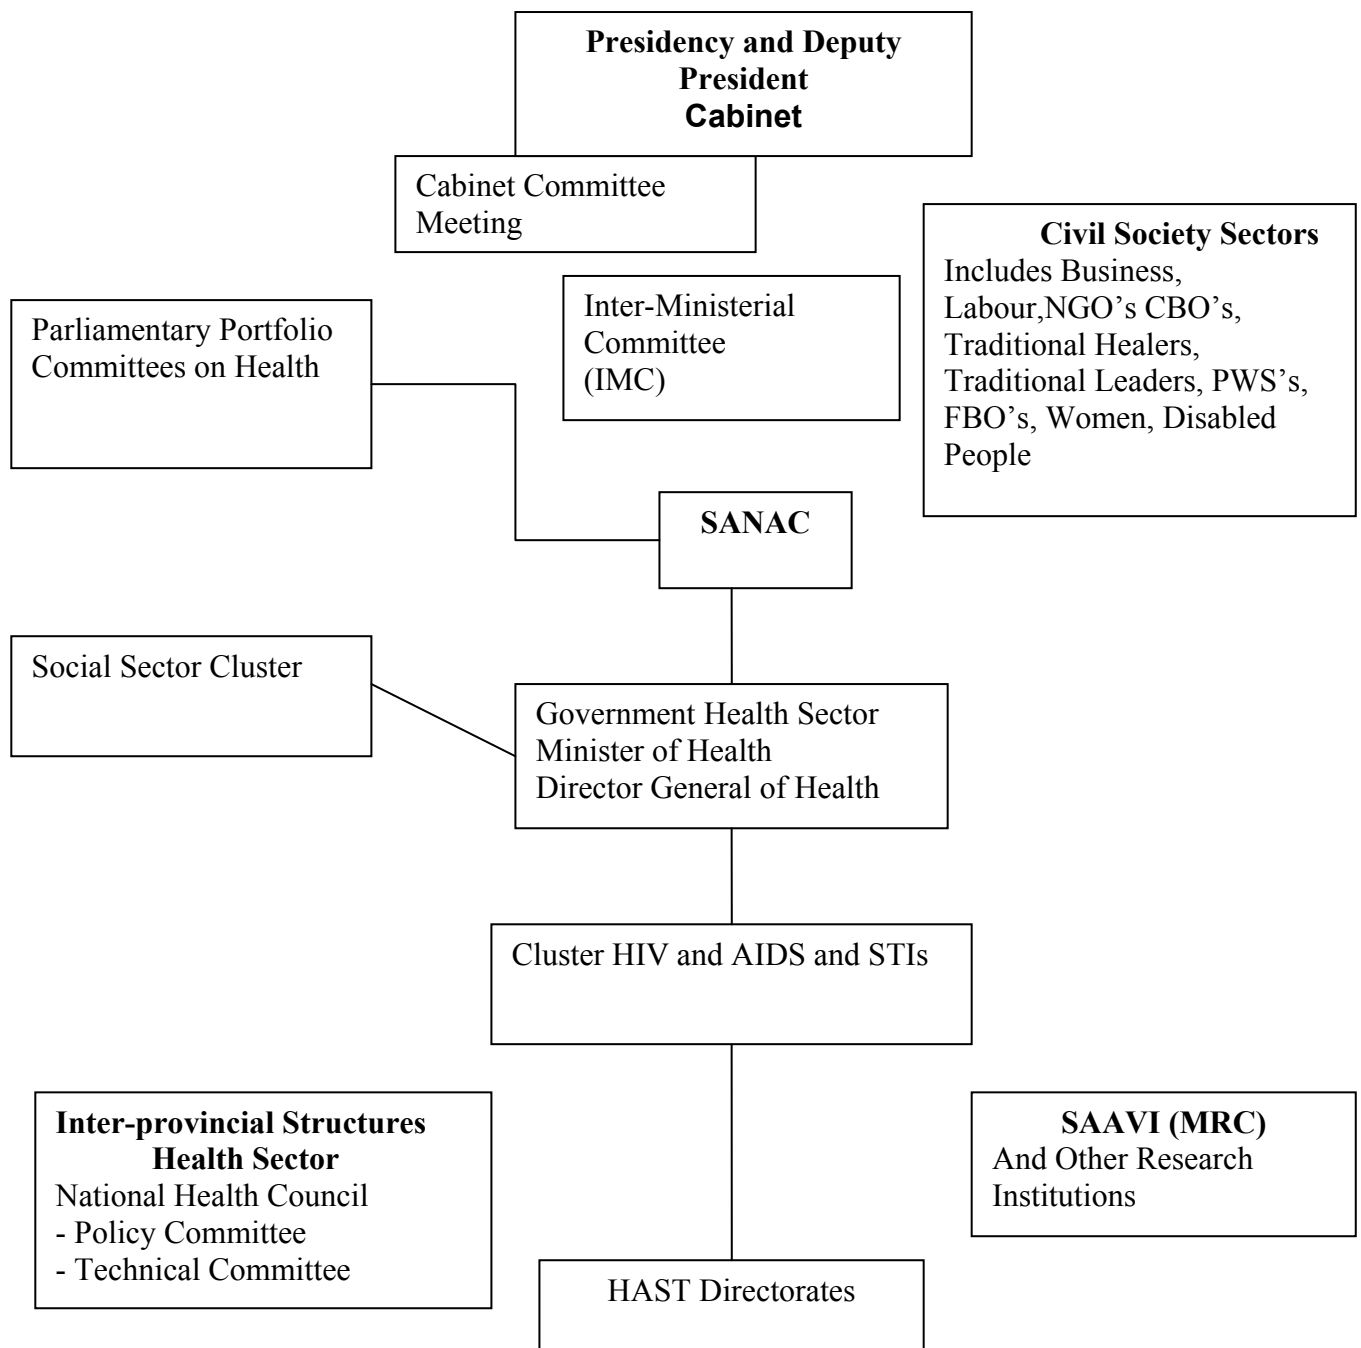 Presidency and Deputy
President
Cabinet
Cabinet Committee
Meeting
Civil Society Sectors
Includes Business,
Labour,NGO’s CBO’s,
Traditional Healers,
Traditional Leaders, PWS’s,
FBO’s, Women, Disabled
People
Inter-Ministerial
Committee
(IMC)
Parliamentary Portfolio
Committees on Health
SANAC
Social Sector Cluster
Government Health Sector
Minister of Health
Director General of Health
Cluster HIV and AIDS and STIs
Inter-provincial Structures
Health Sector
National Health Council
- Policy Committee
- Technical Committee
SAAVI (MRC)
And Other Research
Institutions
HAST Directorates